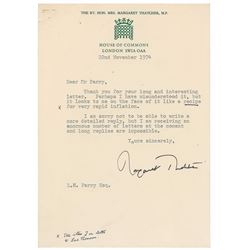 THE RT. HON. MRS. MARGARET THATCHER, M.P.
HOUSE OF COMMONS
LONDON SW1A 0AA
22nd November 1974
Dear Mr Parry,
Thank you for your long and interesting
letter. Perhaps I have misunderstood it, but
it looks to me on the face of it like a recipe
for very rapid inflation.
I am sorry not to be able to write a
more detailed reply, but I am receiving an
enormous number of letters at the moment
and long replies are impossible.
Yours sincerely,
Margaret Thatcher
Parry Esq.